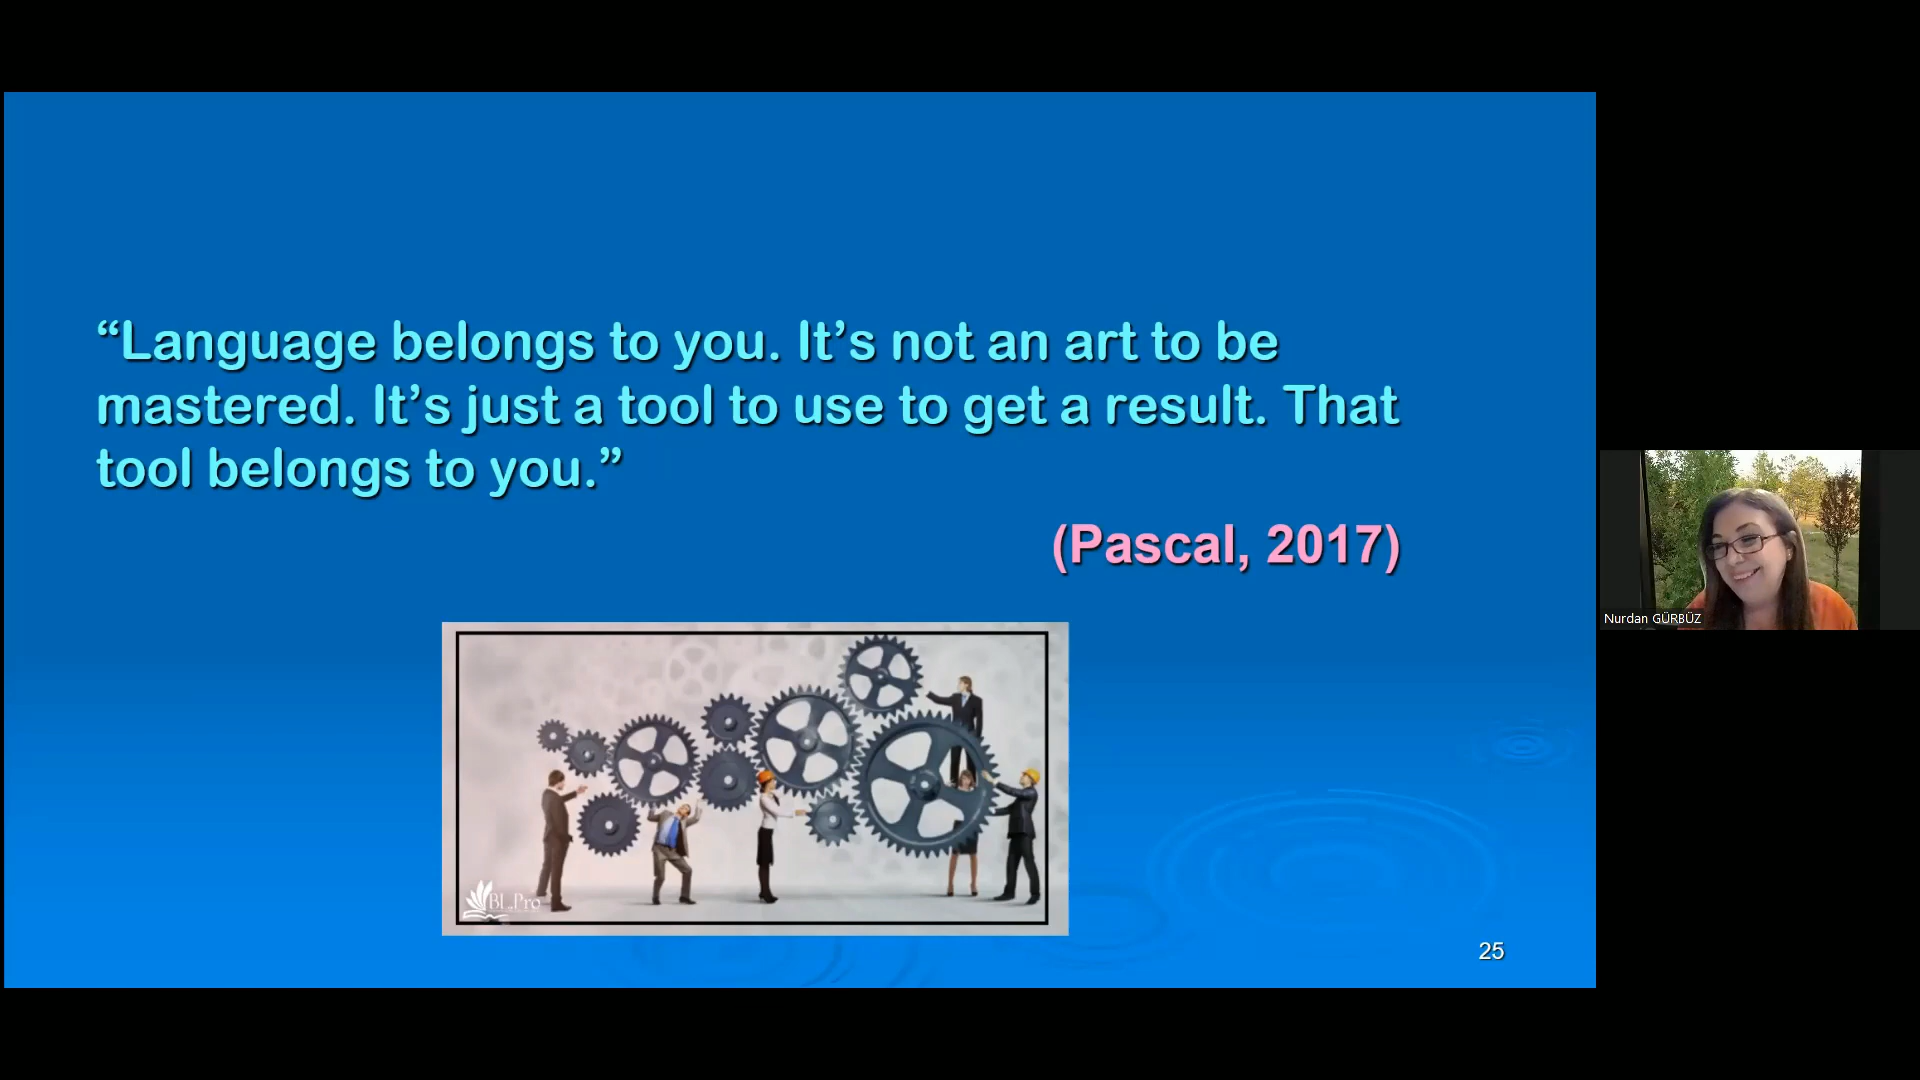 “Language belongs to you. It’s not an art to be
mastered. It’s just a tool to use to get a result. That
tool belongs to you.”
(Pascal, 2017)
Nurdan GÜRBÜZ
25